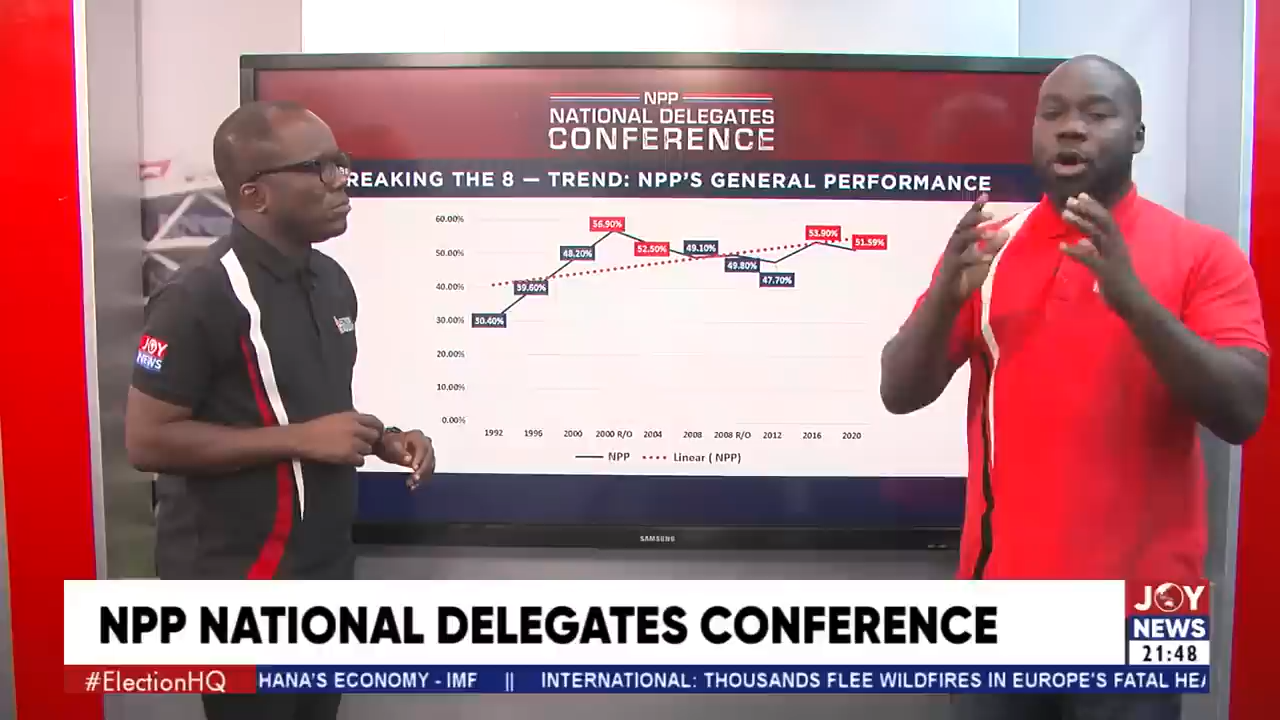 NPP
NATIONAL DELEGATES
CONFERENCE
REAKING THE 8 — TREND: NPP'S GENERAL PERFORMANCE
60.00%
50.00%
40.00%
30.00%
20.00%
10.00%
0.00%
30.40%
39.60%
48.20%
56.90%
52.50%
49.10%
49.80%
47.70%
53.90%
51.59%
1992 1996 2000 2000 R/O 2004 2008 2008 R/O 2012 2016 2020
NPP Linear ( NPP)
SAMSUNG
JOY
NEWS
NPP NATIONAL DELEGATES CONFERENCE
JOY
NEWS
21:48
#ElectionHQ
HANA'S ECONOMY - IMF || INTERNATIONAL: THOUSANDS FLEE WILDFIRES IN EUROPE'S FATAL HEA